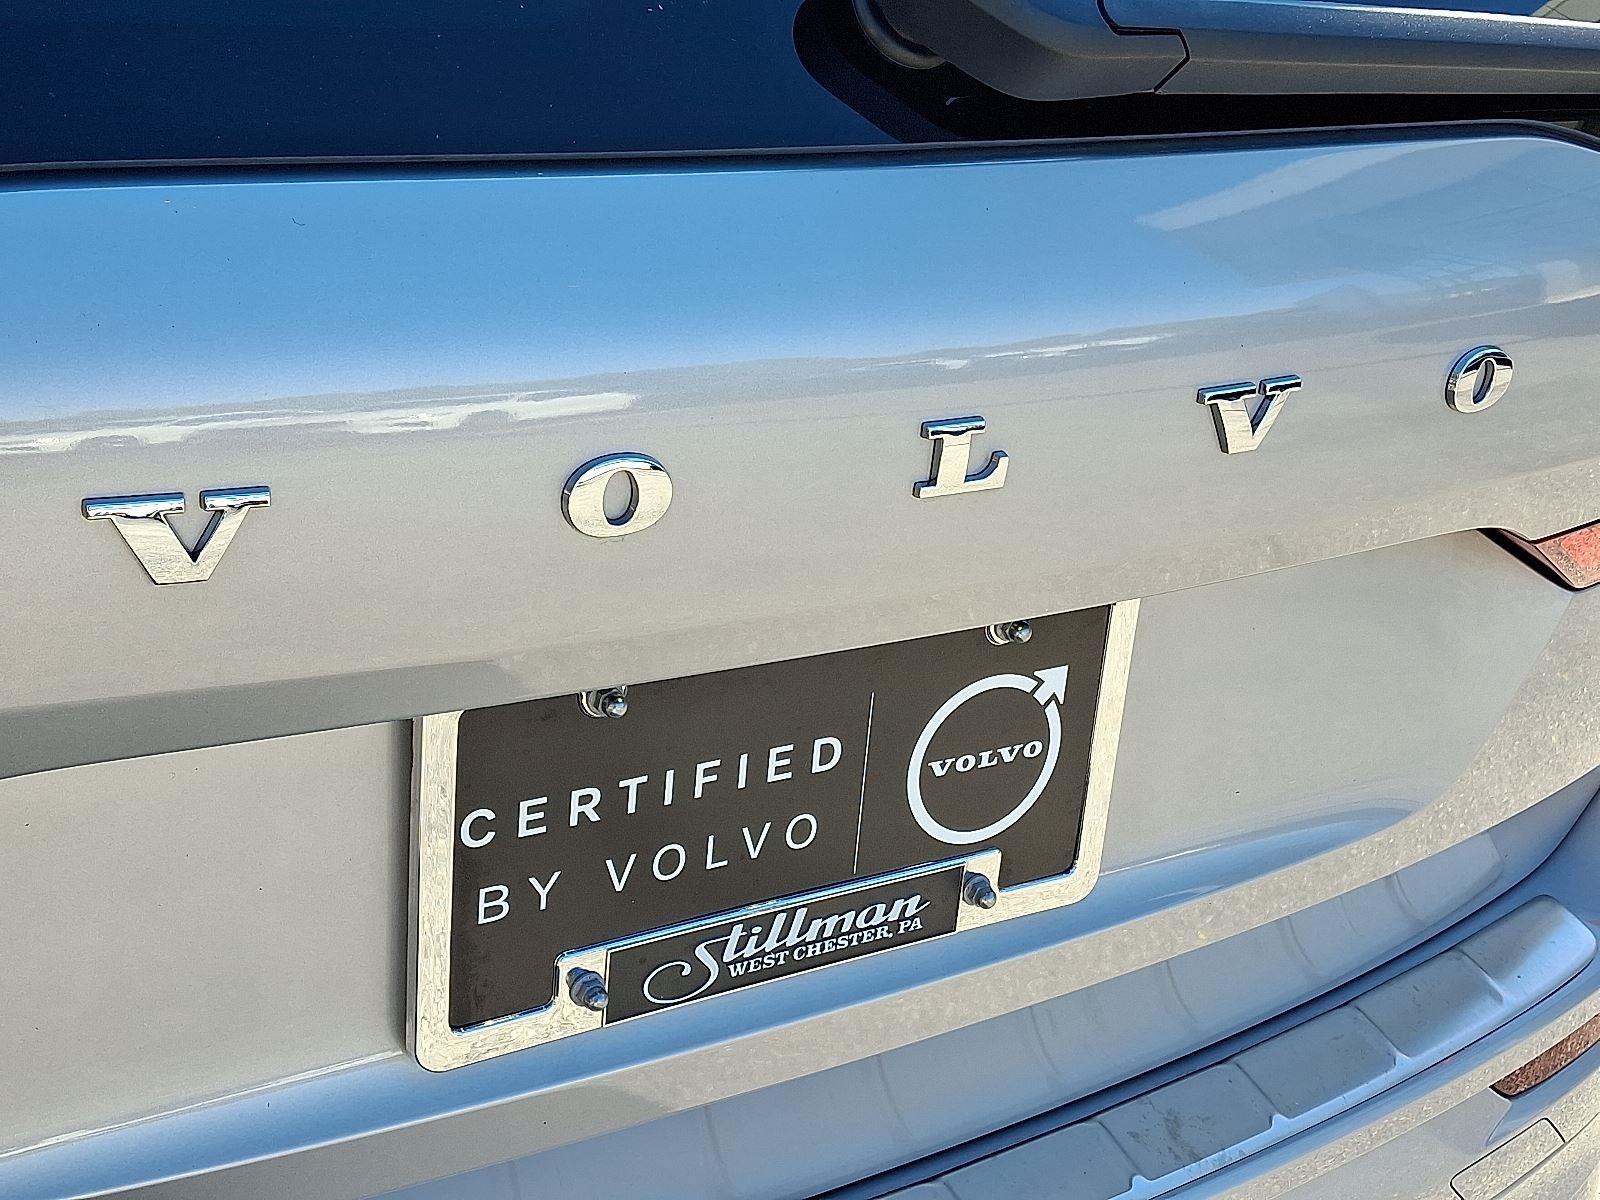 VOLVO
CERTIFIED
BY VOLVO
VOLVO
Stillman
WEST CHESTER, PA